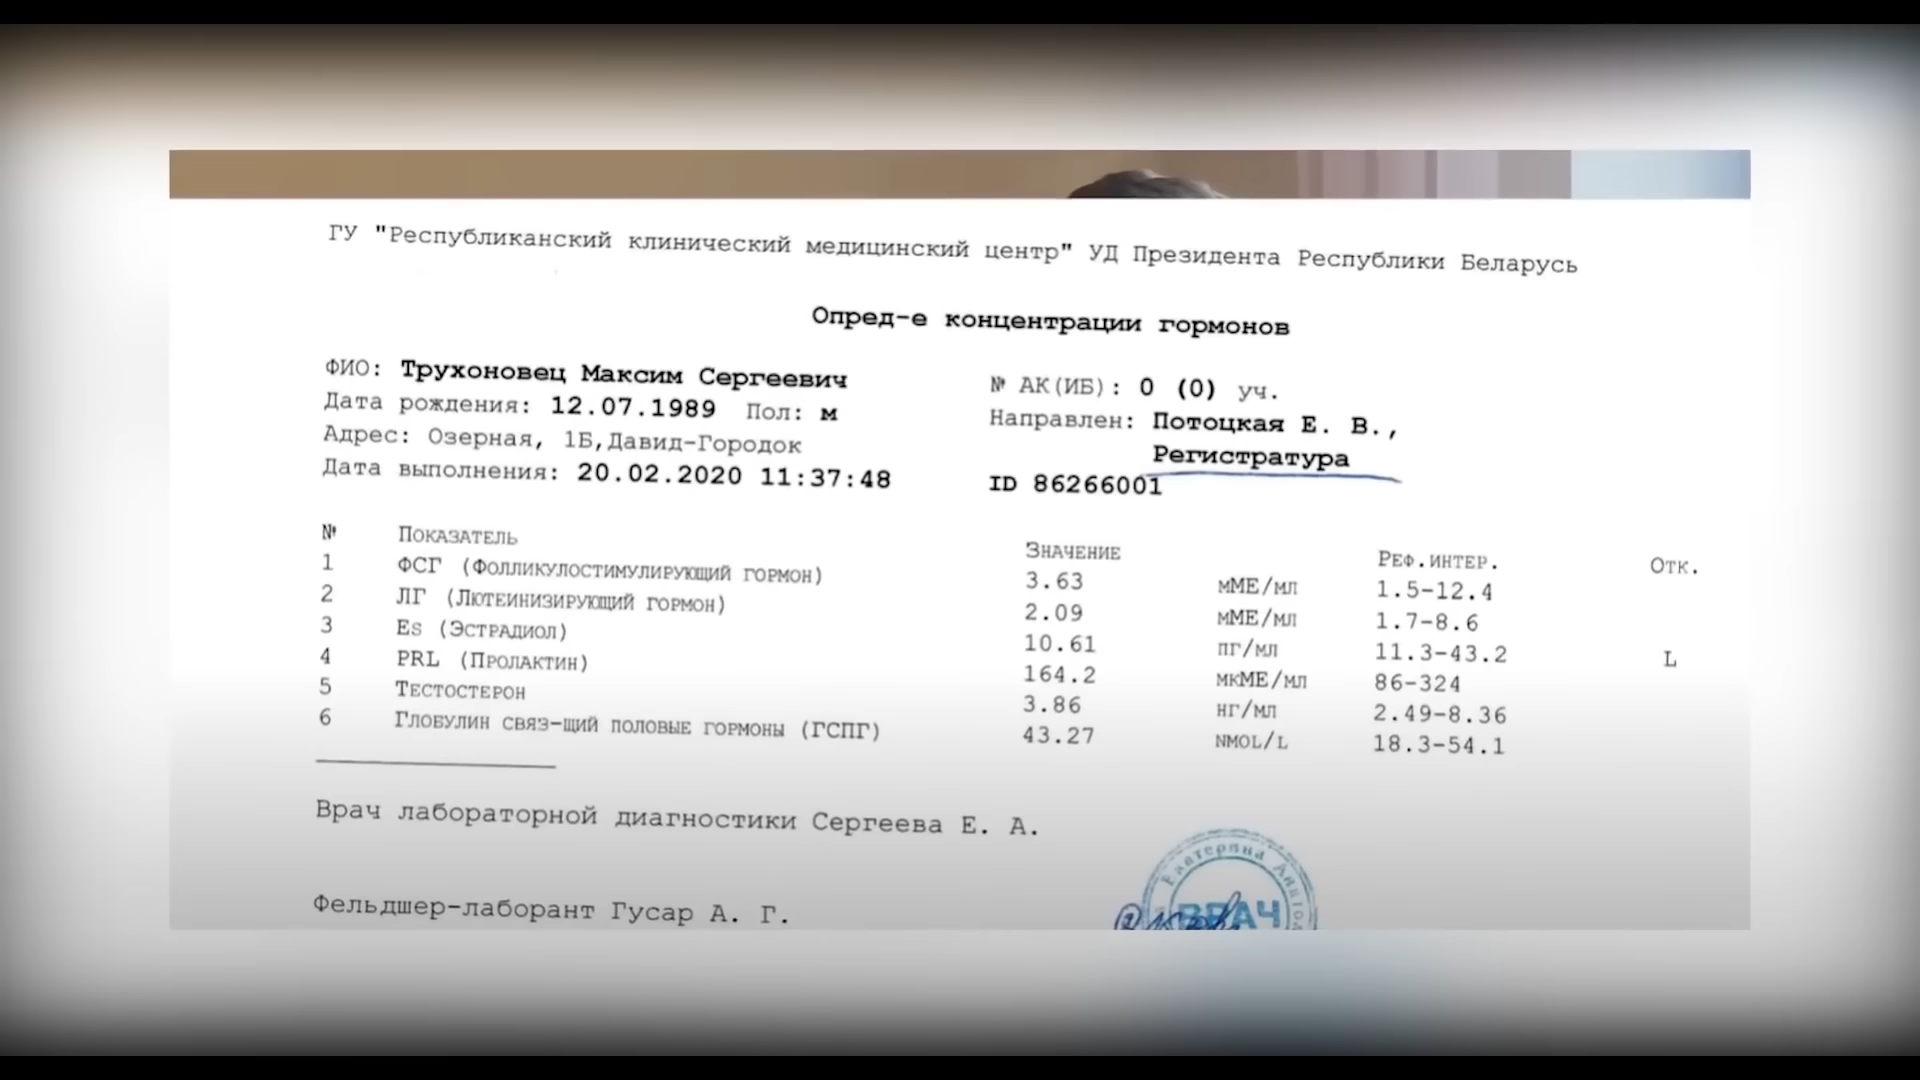 ГУ "Республиканский клинический медицинский центр" УД Президента Республики Беларусь
Опред-е концентрации гормонов
ФИО: Трухоновец Максим Сергеевич
Дата рождения: 12.07.1989 Пол: м
Адрес: Озерная, 1Б,Давид-Городок
Дата выполнения: 20.02.2020 11:37:48
№ АК(ИБ): 0 (0) уч.
Направлен: Потоцкая Е. В.,
Регистратура
ID 86266001
№ Показатель Значение Реф.интер. Отк.
1 ФСГ (Фолликулостимулирующий гормон) 3.63 мМЕ/мл 1.5-12.4
2 ЛГ (Лютеинизирующий гормон) 2.09 мМЕ/мл 1.7-8.6
3 Es (Эстрадиол) 10.61 пг/мл 11.3-43.2 L
4 PRL (Пролактин) 164.2 мкМЕ/мл 86-324
5 Тестостерон 3.86 нг/мл 2.49-8.36
6 Глобулин связ-щий половые гормоны (ГСПГ) 43.27 nmol/l 18.3-54.1
Врач лабораторной диагностики Сергеева Е. А.
Фельдшер-лаборант Гусар А. Г.
Екатерина
ВРАЧ